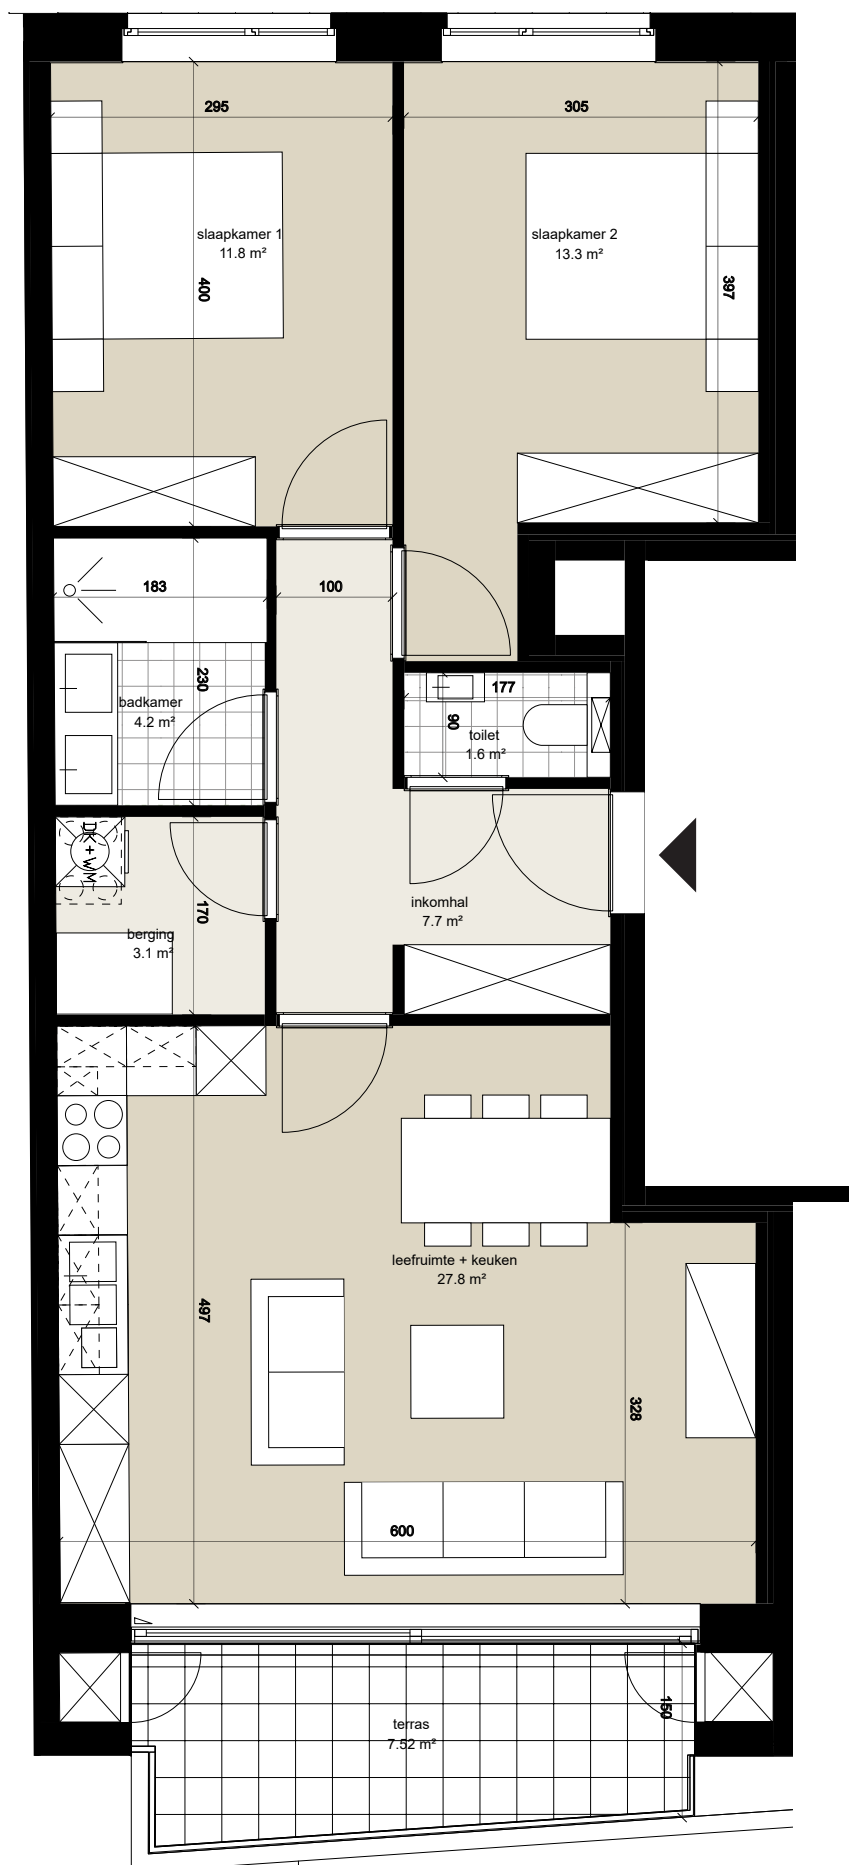 295
305
slaapkamer 1
11.8 m²
slaapkamer 2
13.3 m²
400
397
183
100
230
badkamer
4.2 m²
177
90
toilet
1.6 m²
DK+WM
170
berging
3.1 m²
inkomhal
7.7 m²
leefruimte + keuken
27.8 m²
497
328
600
150
terras
7.52 m²